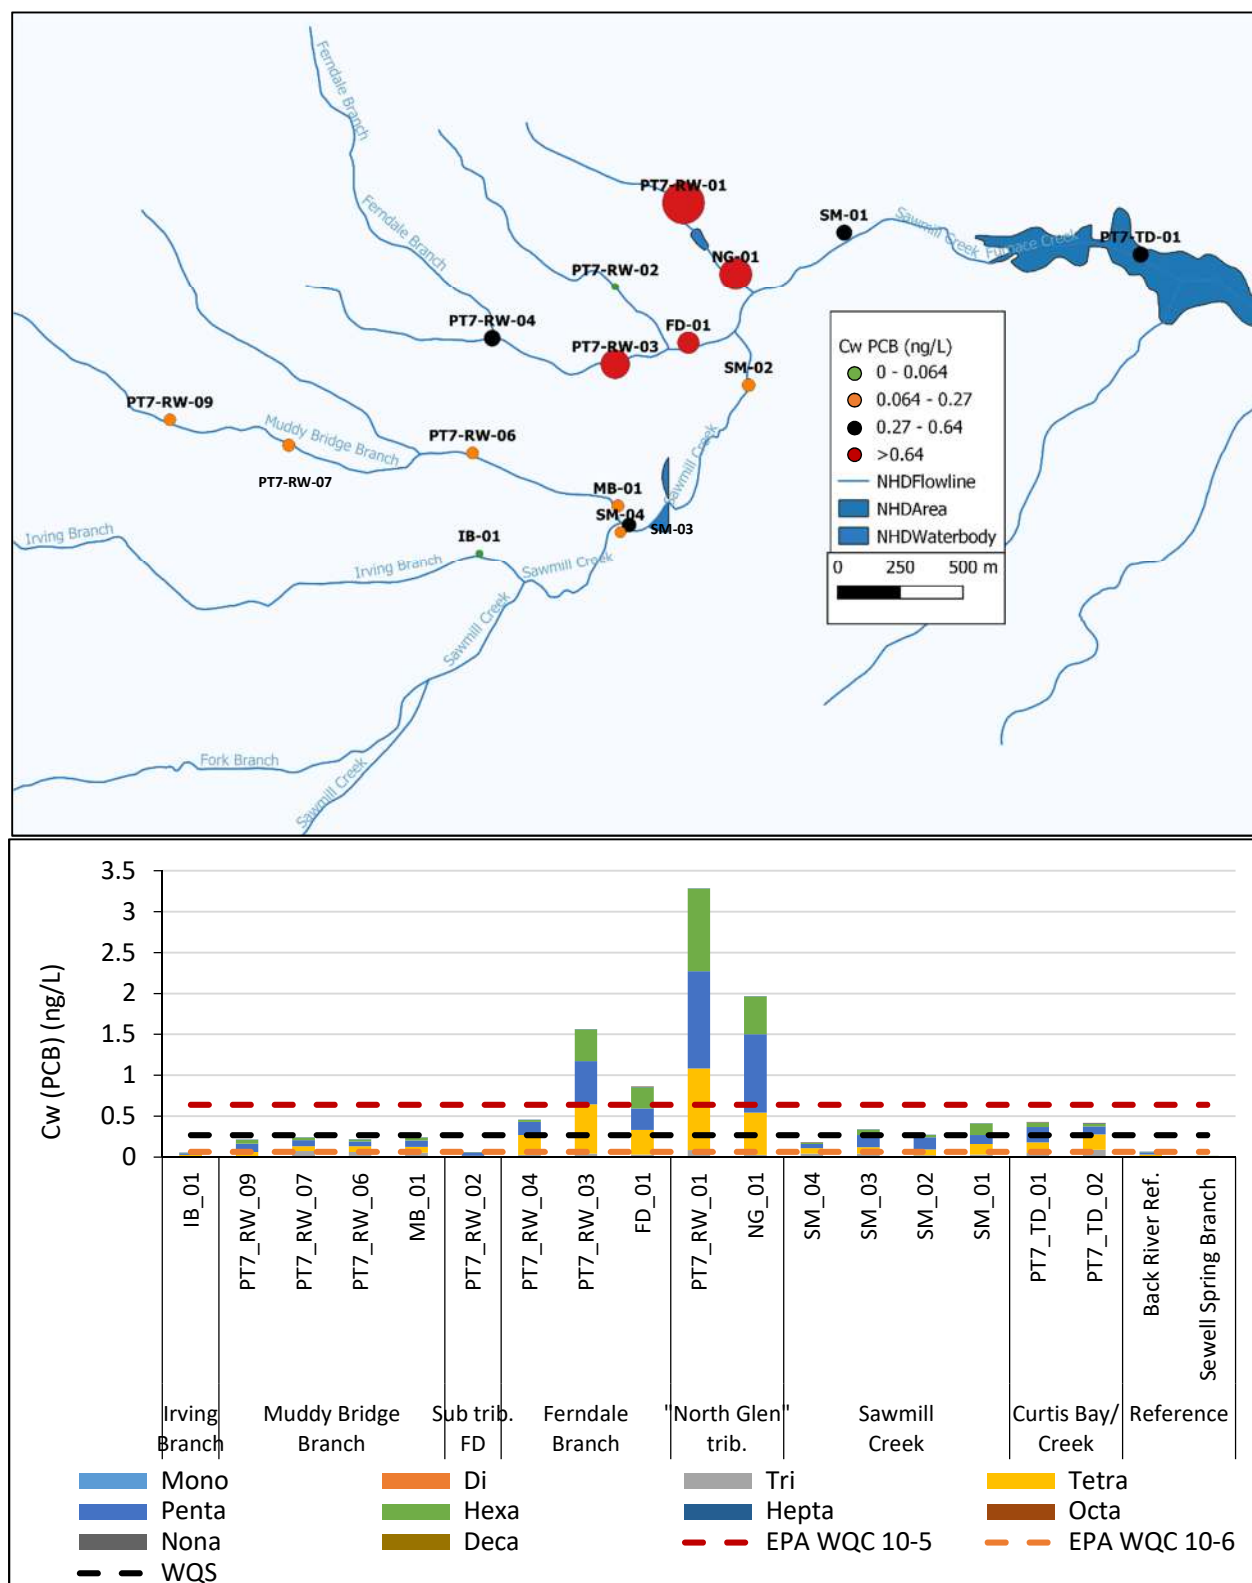 Ferndale Branch
Ferndale Branch
PT7-RW-01
SM-01
Sawmill Creek
Furnace Creek
PT7-TD-01
NG-01
PT7-RW-02
PT7-RW-04
FD-01
PT7-RW-03
SM-02
PT7-RW-09
Muddy Bridge Branch
PT7-RW-06
PT7-RW-07
Sawmill Creek
MB-01
SM-04
SM-03
Irving Branch
IB-01
Irving Branch
Sawmill Creek
Sawmill Creek
Fork Branch
Sawmill Creek
Cw PCB (ng/L)
0 - 0.064
0.064 - 0.27
0.27 - 0.64
>0.64
NHDFlowline
NHDArea
NHDWaterbody
0 250 500 m
Cw (PCB) (ng/L)
3.5
3
2.5
2
1.5
1
0.5
0
IB_01
PT7_RW_09
PT7_RW_07
PT7_RW_06
MB_01
PT7_RW_02
PT7_RW_04
PT7_RW_03
FD_01
PT7_RW_01
NG_01
SM_04
SM_03
SM_02
SM_01
PT7_TD_01
PT7_TD_02
Back River Ref.
Sewell Spring Branch
Irving
Branch
Muddy Bridge
Branch
Sub trib.
FD
Ferndale
Branch
"North Glen"
trib.
Sawmill
Creek
Curtis Bay/
Creek
Reference
Mono Di Tri Tetra
Penta Hexa Hepta Octa
Nona Deca EPA WQC 10-5 EPA WQC 10-6
WQS